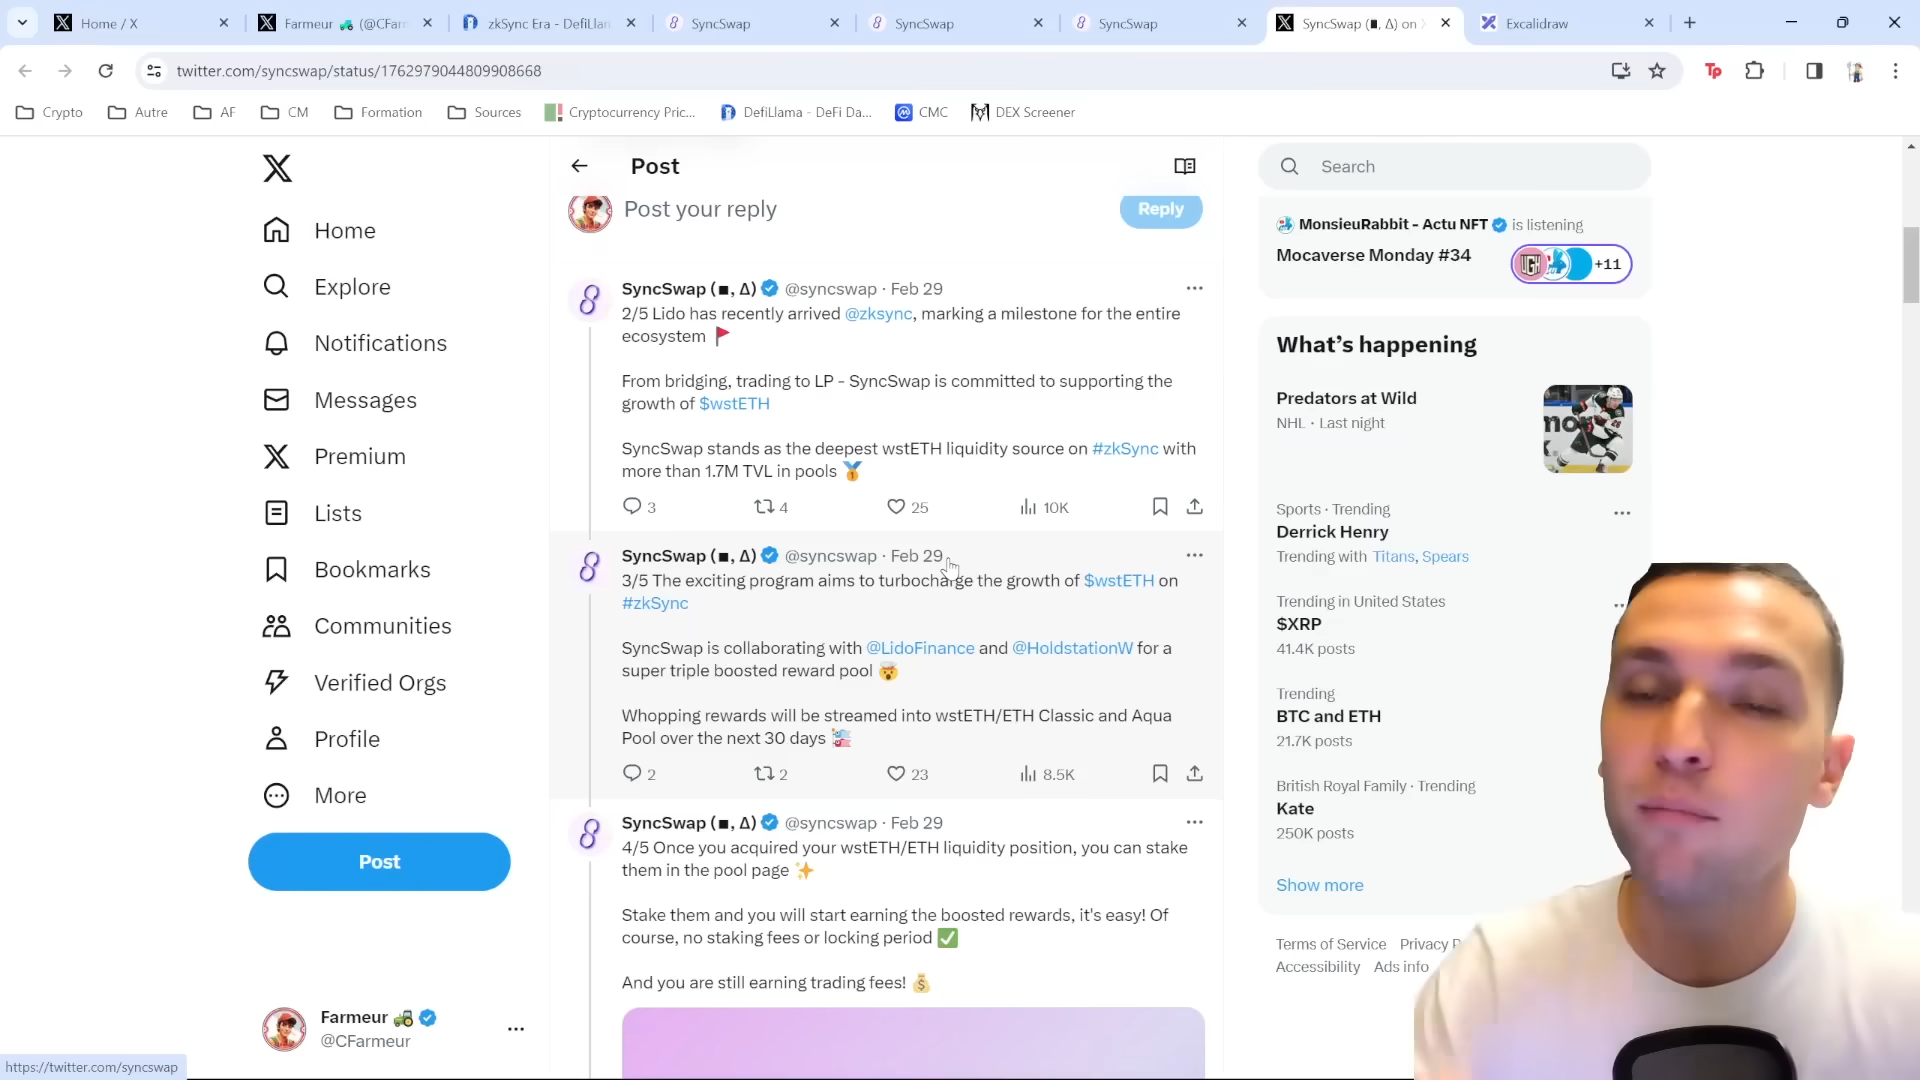 Home / X
Farmeur 🚜 (@CFarm
zkSync Era - DefiLlam
SyncSwap
SyncSwap
SyncSwap
SyncSwap (■, Δ) on X
Excalidraw
twitter.com/syncswap/status/1762979044809908668
Tp
Crypto
Autre
AF
CM
Formation
Sources
Cryptocurrency Pric...
DefiLlama - DeFi Da...
CMC
DEX Screener
Home
Explore
Notifications
Messages
Premium
Lists
Bookmarks
Communities
Verified Orgs
Profile
More
Post
Farmeur 🚜
@CFarmeur
https://twitter.com/syncswap
Post
Post your reply
Reply
SyncSwap (■, Δ) @syncswap · Feb 29
2/5 Lido has recently arrived @zksync, marking a milestone for the entire
ecosystem 🚩
From bridging, trading to LP - SyncSwap is committed to supporting the
growth of $wstETH
SyncSwap stands as the deepest wstETH liquidity source on #zkSync with
more than 1.7M TVL in pools 🥇
3 4 25 10K
SyncSwap (■, Δ) @syncswap · Feb 29
3/5 The exciting program aims to turbocharge the growth of $wstETH on
#zkSync
SyncSwap is collaborating with @LidoFinance and @HoldstationW for a
super triple boosted reward pool 🤯
Whopping rewards will be streamed into wstETH/ETH Classic and Aqua
Pool over the next 30 days 🎏
2 2 23 8.5K
SyncSwap (■, Δ) @syncswap · Feb 29
4/5 Once you acquired your wstETH/ETH liquidity position, you can stake
them in the pool page ✨
Stake them and you will start earning the boosted rewards, it's easy! Of
course, no staking fees or locking period ✅
And you are still earning trading fees! 💰
Search
MonsieurRabbit - Actu NFT is listening
Mocaverse Monday #34
+11
What's happening
Predators at Wild
NHL · Last night
Sports · Trending
Derrick Henry
Trending with Titans, Spears
Trending in United States
$XRP
41.4K posts
Trending
BTC and ETH
21.7K posts
British Royal Family · Trending
Kate
250K posts
Show more
Terms of Service Privacy P
Accessibility Ads info